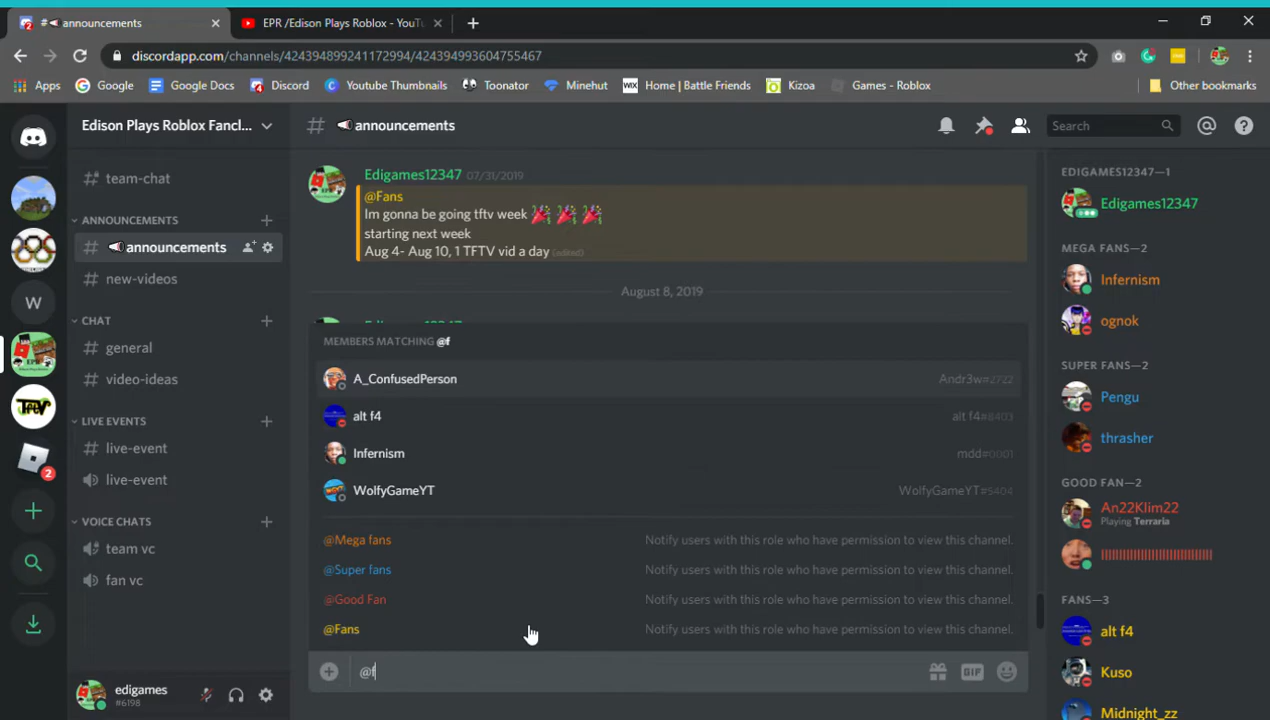 announcements
EPR /Edison Plays Roblox - YouTu
discordapp.com/channels/424394899241172994/424394993604755467
Apps Google Google Docs Discord Youtube Thumbnails Toonator Minehut WIX Home | Battle Friends Kizoa Games - Roblox Other bookmarks
Edison Plays Roblox Fancl...
# announcements
Search
# team-chat
ANNOUNCEMENTS
# announcements
# new-videos
CHAT
# general
# video-ideas
LIVE EVENTS
# live-event
live-event
VOICE CHATS
team vc
fan vc
W
2
edigames
#6198
Edigames12347 07/31/2019
@Fans
Im gonna be going tftv week
starting next week
Aug 4- Aug 10, 1 TFTV vid a day (edited)
August 8, 2019
MEMBERS MATCHING @f
A_ConfusedPerson Andr3w#2722
alt f4 alt f4#8403
Infernism mdd#0001
WolfyGameYT WolfyGameYT#5404
@Mega fans Notify users with this role who have permission to view this channel.
@Super fans Notify users with this role who have permission to view this channel.
@Good Fan Notify users with this role who have permission to view this channel.
@Fans Notify users with this role who have permission to view this channel.
@f
GIF
EDIGAMES12347—1
Edigames12347
MEGA FANS—2
Infernism
ognok
SUPER FANS—2
Pengu
thrasher
GOOD FAN—2
An22Klim22
Playing Terraria
FANS—3
alt f4
Kuso
Midnight_zz